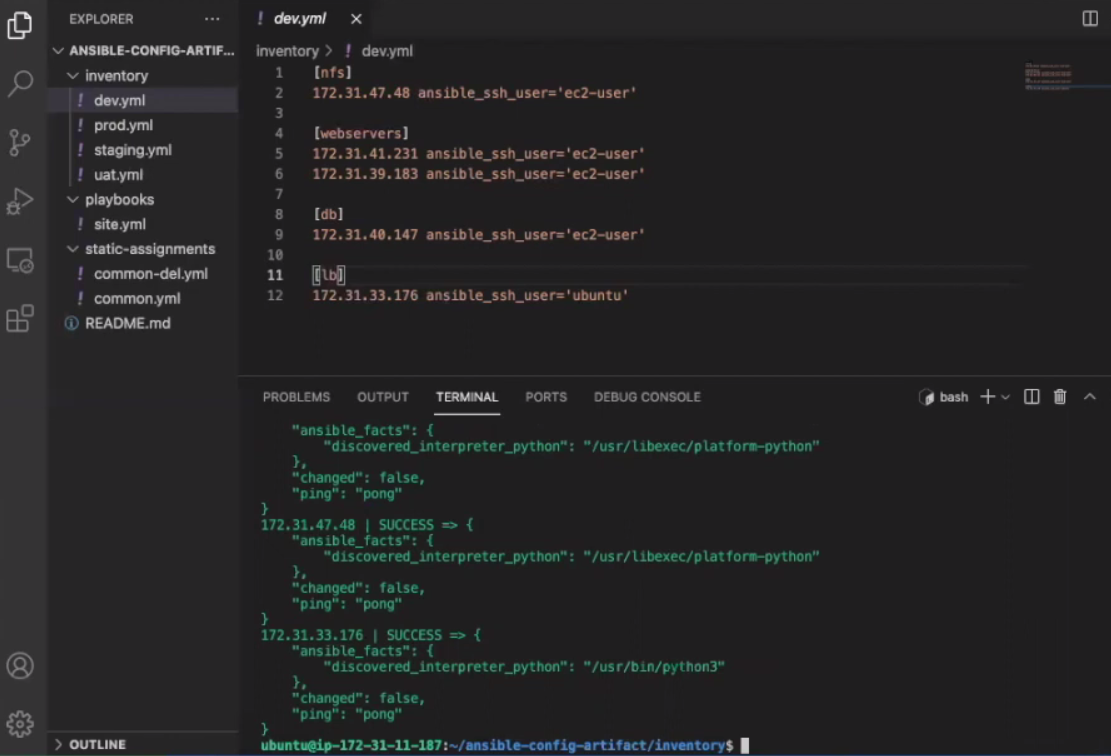 EXPLORER ...
ANSIBLE-CONFIG-ARTIF...
inventory
! dev.yml
! prod.yml
! staging.yml
! uat.yml
playbooks
! site.yml
static-assignments
! common-del.yml
! common.yml
README.md
OUTLINE
! dev.yml
inventory > ! dev.yml
1 [nfs]
2 172.31.47.48 ansible_ssh_user='ec2-user'
3
4 [webservers]
5 172.31.41.231 ansible_ssh_user='ec2-user'
6 172.31.39.183 ansible_ssh_user='ec2-user'
7
8 [db]
9 172.31.40.147 ansible_ssh_user='ec2-user'
10
11 [lb]
12 172.31.33.176 ansible_ssh_user='ubuntu'
PROBLEMS OUTPUT TERMINAL PORTS DEBUG CONSOLE bash
"ansible_facts": {
"discovered_interpreter_python": "/usr/libexec/platform-python"
},
"changed": false,
"ping": "pong"
}
172.31.47.48 | SUCCESS => {
"ansible_facts": {
"discovered_interpreter_python": "/usr/libexec/platform-python"
},
"changed": false,
"ping": "pong"
}
172.31.33.176 | SUCCESS => {
"ansible_facts": {
"discovered_interpreter_python": "/usr/bin/python3"
},
"changed": false,
"ping": "pong"
}
ubuntu@ip-172-31-11-187:~/ansible-config-artifact/inventory$